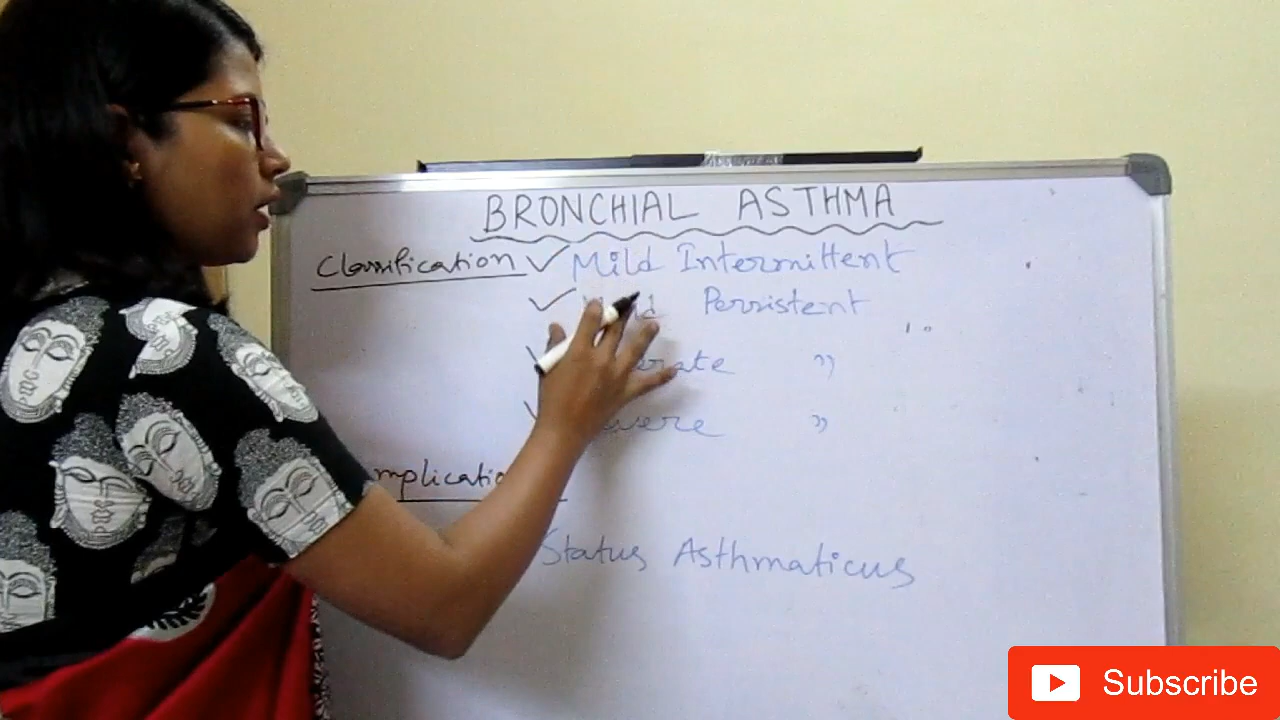 BRONCHIAL ASTHMA
Classification ✓ Mild Intermittent
✓ Persistent
"
"
Status Asthmaticus
Subscribe